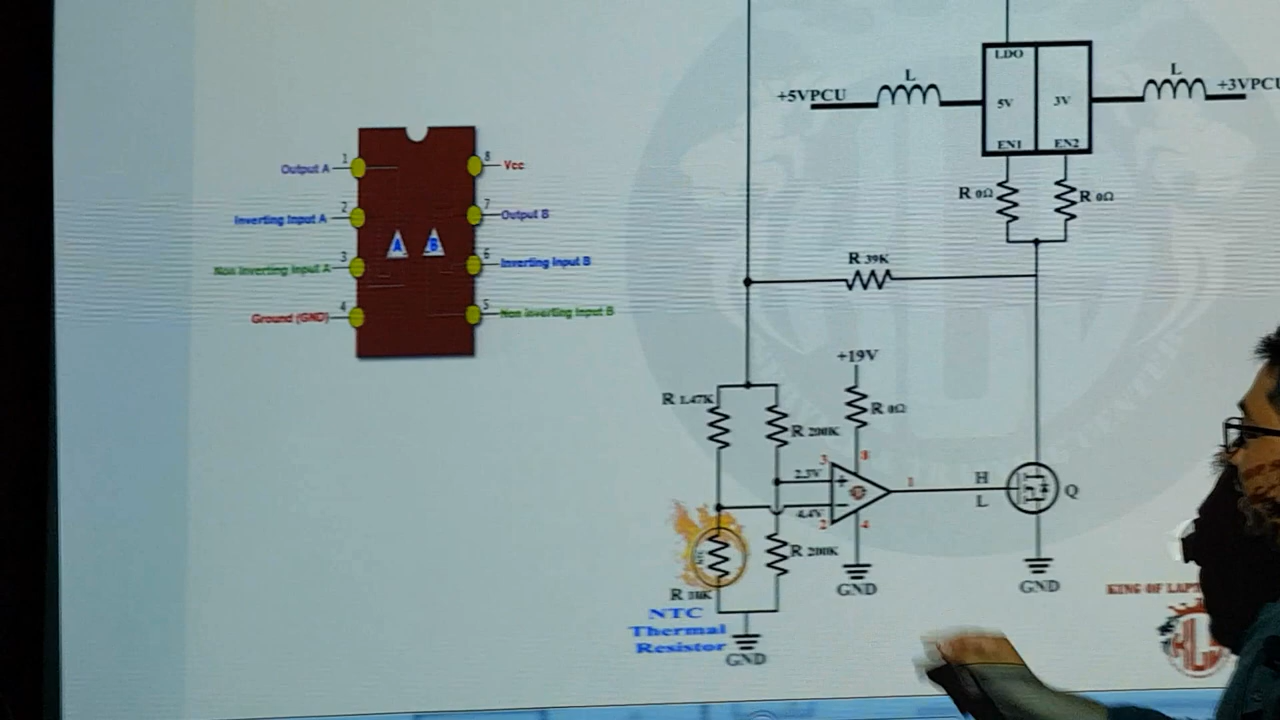 Output A 1
Inverting Input A 2
Non Inverting Input A 3
Ground (GND) 4
A B
8 Vcc
7 Output B
6 Inverting Input B
5 Non inverting Input B
LDO
+5VPCU L 5V 3V L +3VPCU
EN1 EN2
R 0Ω R 0Ω
R 39K
+19V
R 1.47K R 0Ω
R 200K
2.3V 3 + 8
1 H
4.4V 2 - 4 L Q
R 200K
R 10K
GND GND
NTC
Thermal
Resistor GND
KING OF LAP